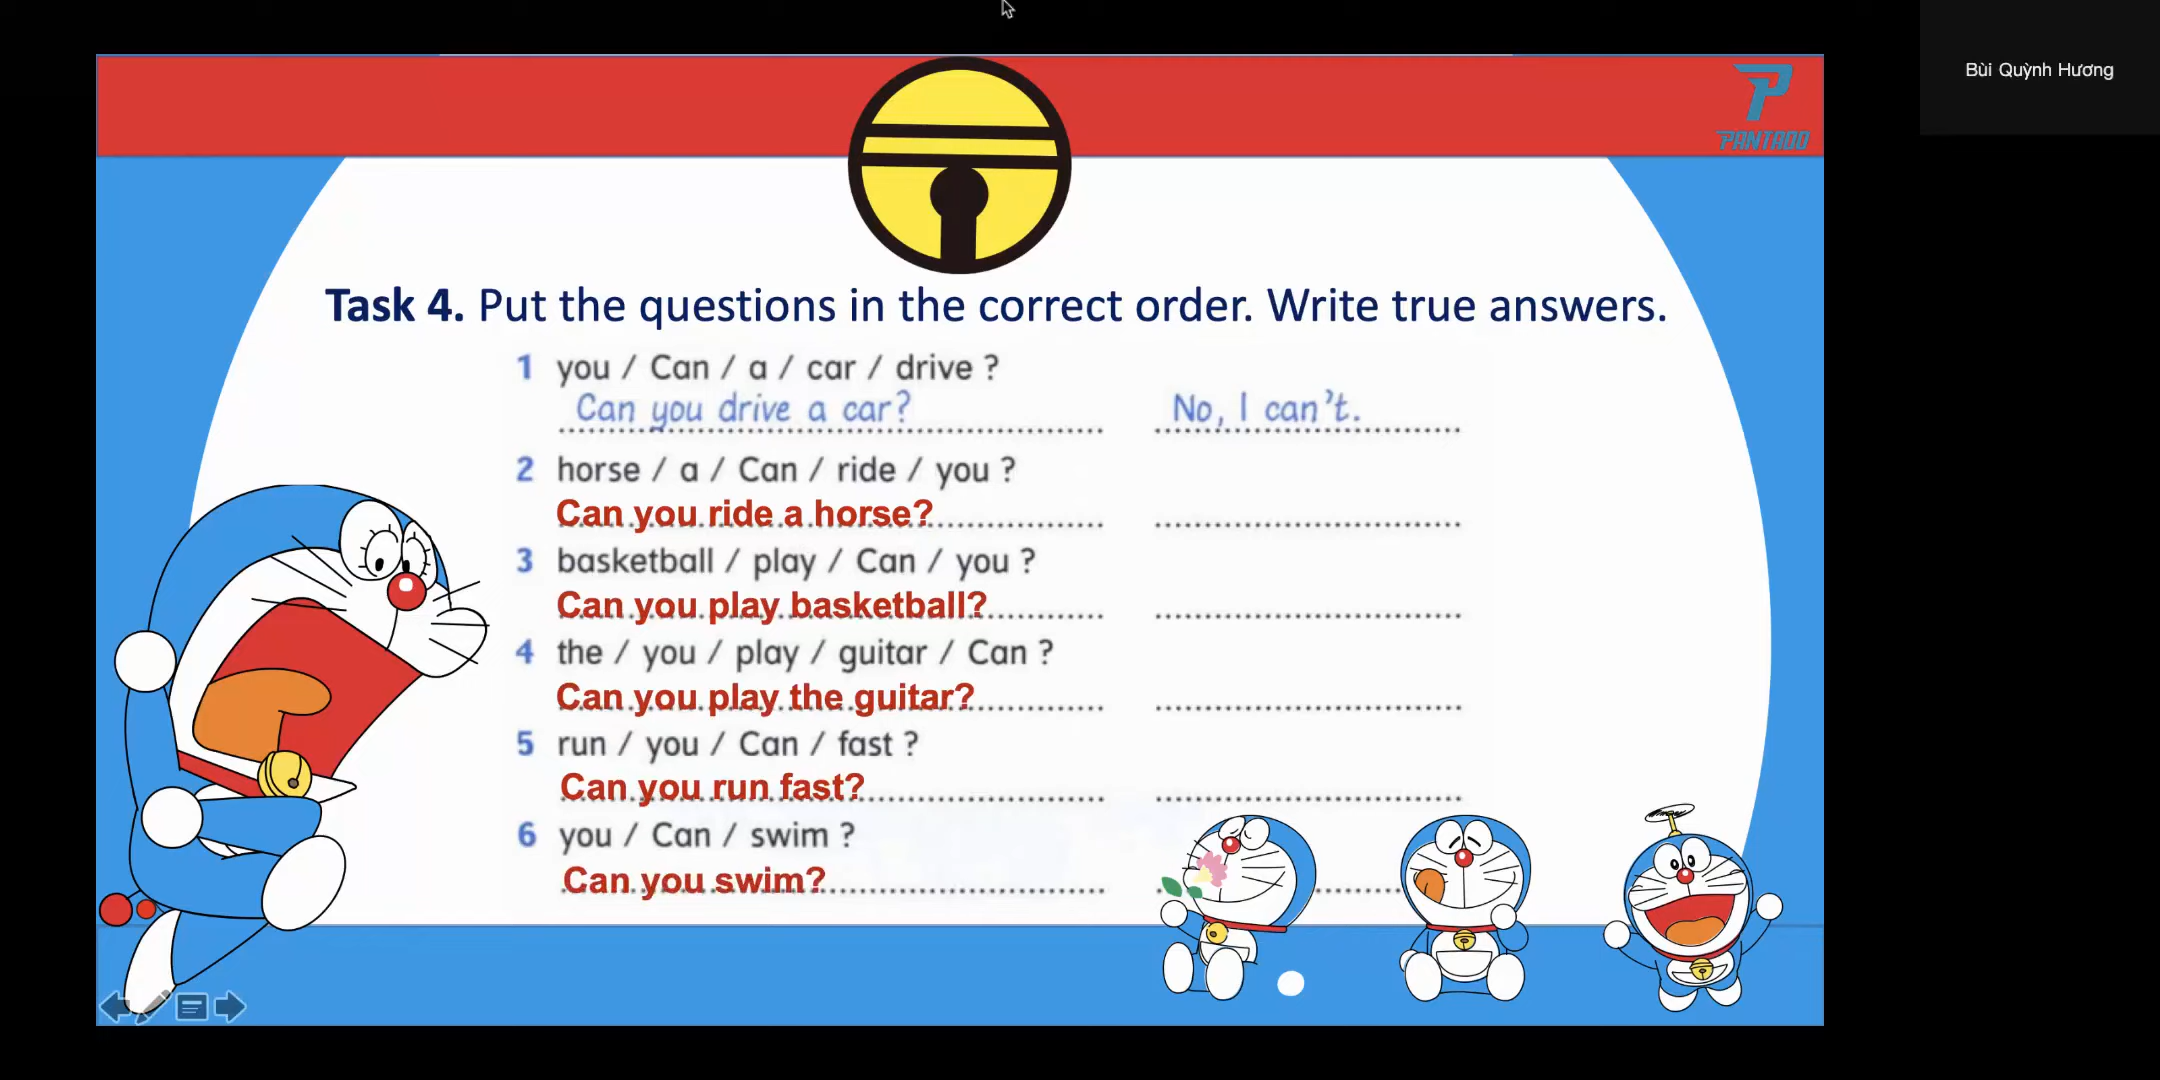 Bùi Quỳnh Hương
PANTADO
Task 4. Put the questions in the correct order. Write true answers.
1 you / Can / a / car / drive ?
Can you drive a car? No, I can't.
2 horse / a / Can / ride / you ?
Can you ride a horse?
3 basketball / play / Can / you ?
Can you play basketball?
4 the / you / play / guitar / Can ?
Can you play the guitar?
5 run / you / Can / fast ?
Can you run fast?
6 you / Can / swim ?
Can you swim?